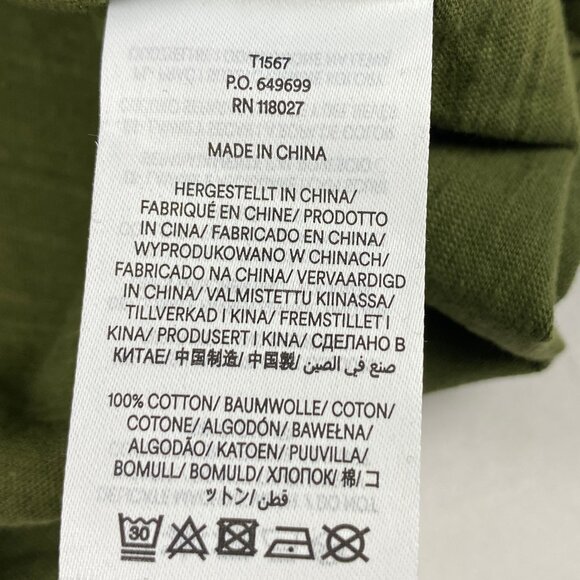 T1567
P.O. 649699
RN 118027
MADE IN CHINA
HERGESTELLT IN CHINA/
FABRIQUÉ EN CHINE/ PRODOTTO
IN CINA/ FABRICADO EN CHINA/
WYPRODUKOWANO W CHINACH/
FABRICADO NA CHINA/ VERVAARDIGD
IN CHINA/ VALMISTETTU KIINASSA/
TILLVERKAD I KINA/ FREMSTILLET I
KINA/ PRODUSERT I KINA/ СДЕЛАНО В
КИТАЕ/ 中国制造/ 中国製/ صنع في الصين/
100% COTTON/ BAUMWOLLE/ COTON/
COTONE/ ALGODÓN/ BAWEŁNA/
ALGODÃO/ KATOEN/ PUUVILLA/
BOMULL/ BOMULD/ ХЛОПОК/ 棉/ コ
ットン/ قطن/
30